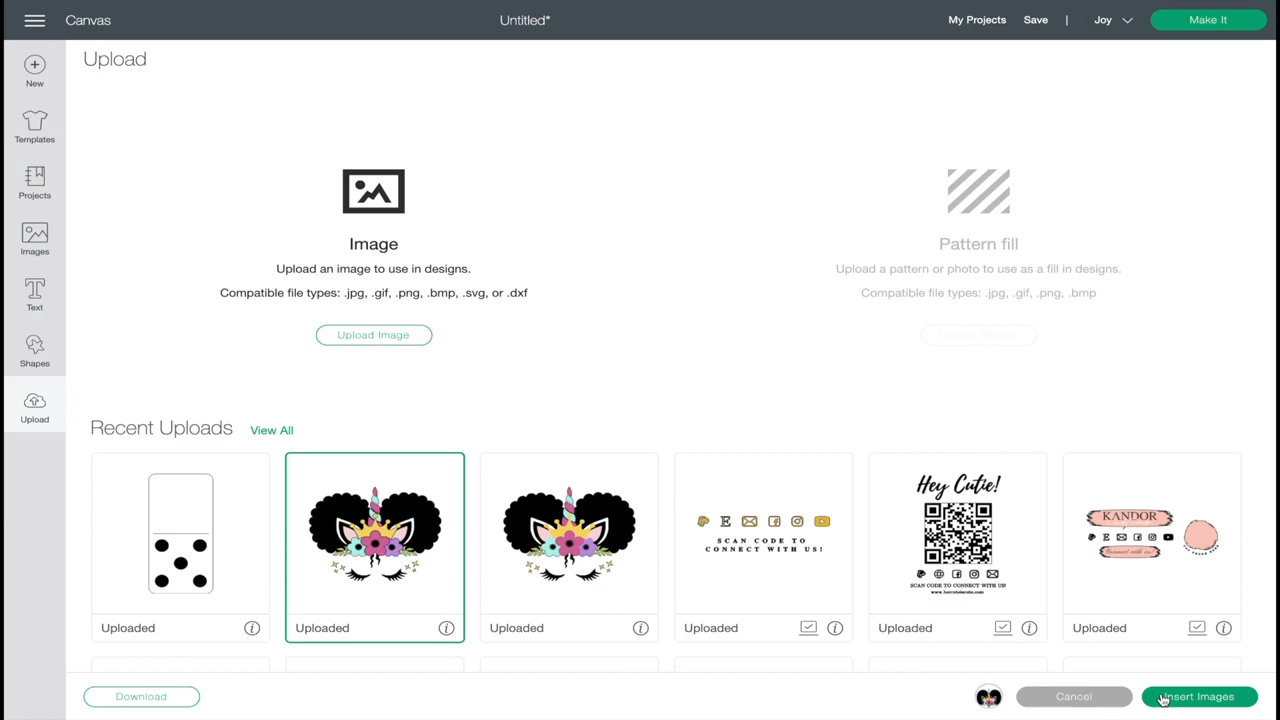 Canvas
Untitled*
My Projects
Save
|
Joy
Make It
New
Templates
Projects
Images
Text
Shapes
Upload
Upload
Image
Upload an image to use in designs.
Compatible file types: .jpg, .gif, .png, .bmp, .svg, or .dxf
Upload Image
Pattern fill
Upload a pattern or photo to use as a fill in designs.
Compatible file types: .jpg, .gif, .png, .bmp
Recent Uploads
View All
SCAN CODE TO
CONNECT WITH US!
Hey Cutie!
SCAN CODE TO CONNECT WITH US!
KANDOR
Uploaded
Uploaded
Uploaded
Uploaded
Uploaded
Uploaded
Download
Cancel
Insert Images